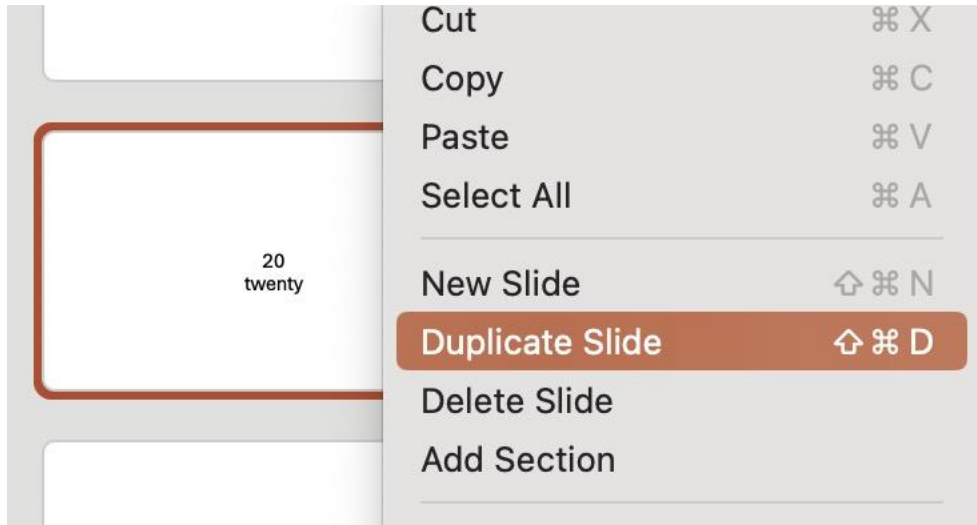 20
twenty
Cut ⌘ X
Copy ⌘ C
Paste ⌘ V
Select All ⌘ A
New Slide ⇧ ⌘ N
Duplicate Slide ⇧ ⌘ D
Delete Slide
Add Section